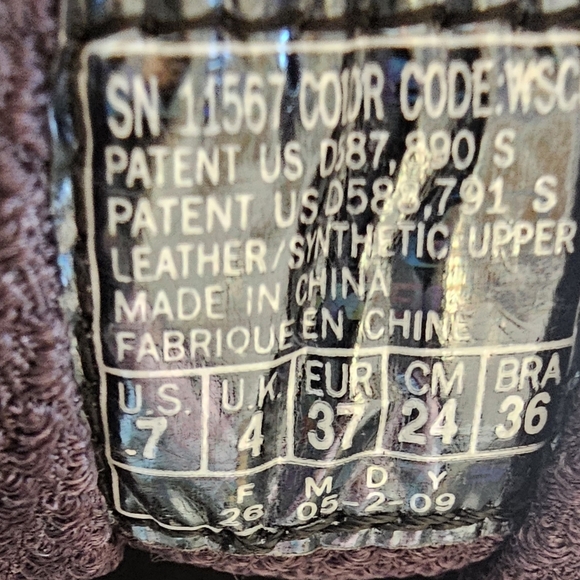 SN 11567 COLOR CODE: WSC
PATENT US D587,890 S
PATENT US D588,791 S
LEATHER/SYNTHETIC UPPER
MADE IN CHINA
FABRIQUE EN CHINE
U.S. U.K. EUR CM BRA
7 4 37 24 36
F M D Y
26 05-2-09